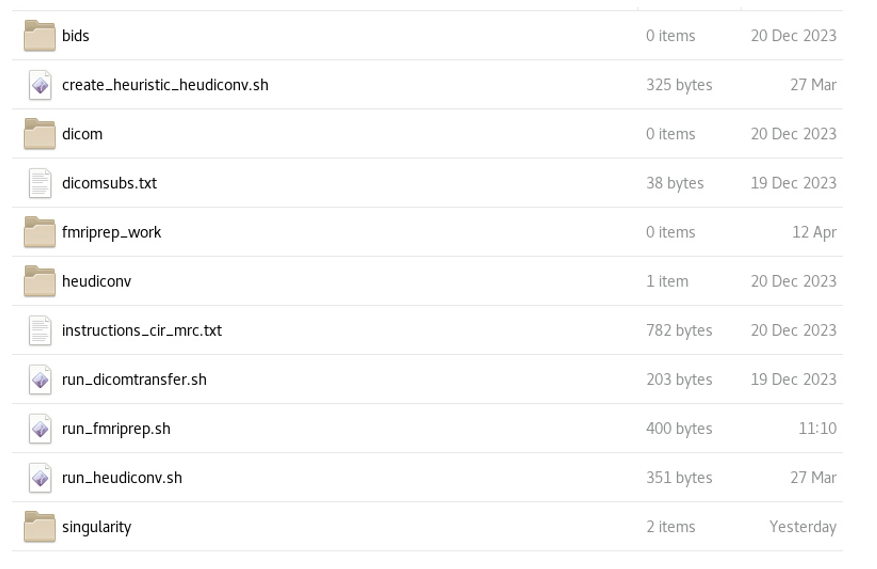 bids 0 items 20 Dec 2023
create_heuristic_heudiconv.sh 325 bytes 27 Mar
dicom 0 items 20 Dec 2023
dicomsubs.txt 38 bytes 19 Dec 2023
fmriprep_work 0 items 12 Apr
heudiconv 1 item 20 Dec 2023
instructions_cir_mrc.txt 782 bytes 20 Dec 2023
run_dicomtransfer.sh 203 bytes 19 Dec 2023
run_fmriprep.sh 400 bytes 11:10
run_heudiconv.sh 351 bytes 27 Mar
singularity 2 items Yesterday